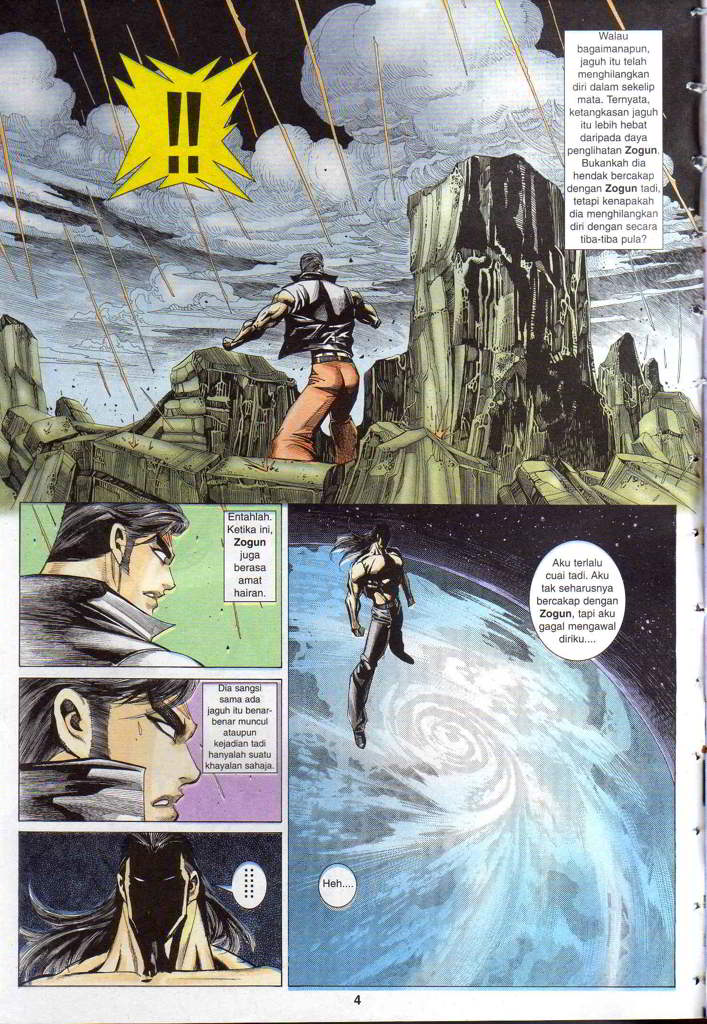 !!
Walau
bagaimanapun,
jaguh itu telah
menghilangkan
diri dalam sekelip
mata. Ternyata,
ketangkasan jaguh
itu lebih hebat
daripada daya
penglihatan Zogun.
Bukankah dia
hendak bercakap
dengan Zogun tadi,
tetapi kenapakah
dia menghilangkan
diri dengan secara
tiba-tiba pula?
Entahlah.
Ketika ini,
Zogun
juga
berasa
amat
hairan.
Dia sangsi
sama ada
jaguh itu benar-
benar muncul
ataupun
kejadian tadi
hanyalah suatu
khayalan sahaja.
Aku terlalu
cuai tadi. Aku
tak seharusnya
bercakap dengan
Zogun, tapi aku
gagal mengawal
diriku....
Heh....
4